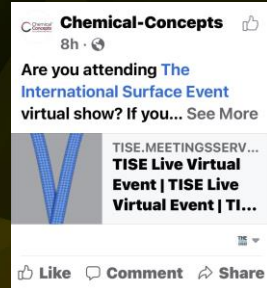 Chemical-Concepts
8h ·
Are you attending The
International Surface Event
virtual show? If you... See More
TISE.MEETINGSSERV...
TISE Live Virtual
Event | TISE Live
Virtual Event | TI...
Like Comment Share